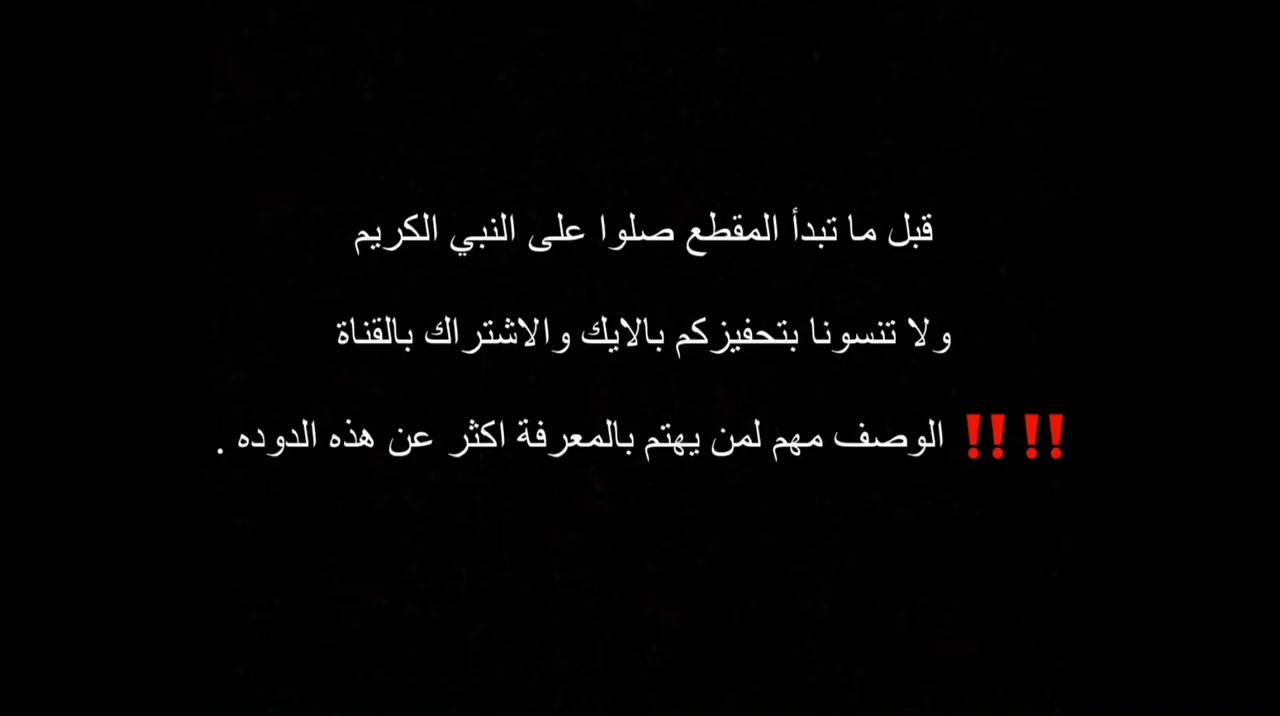 قبل ما تبدأ المقطع صلوا على النبي الكريم
ولا تنسونا بتحفيزكم بالايك والاشتراك بالقناة
‼️‼️ الوصف مهم لمن يهتم بالمعرفة اكثر عن هذه الدوده .